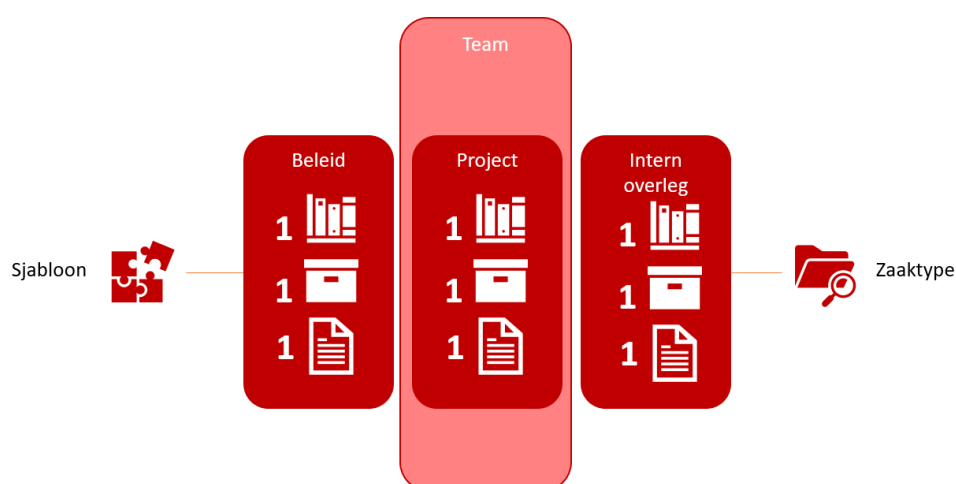 Team
Beleid
1
1
1
Project
1
1
1
Intern
overleg
1
1
1
Sjabloon
Zaaktype